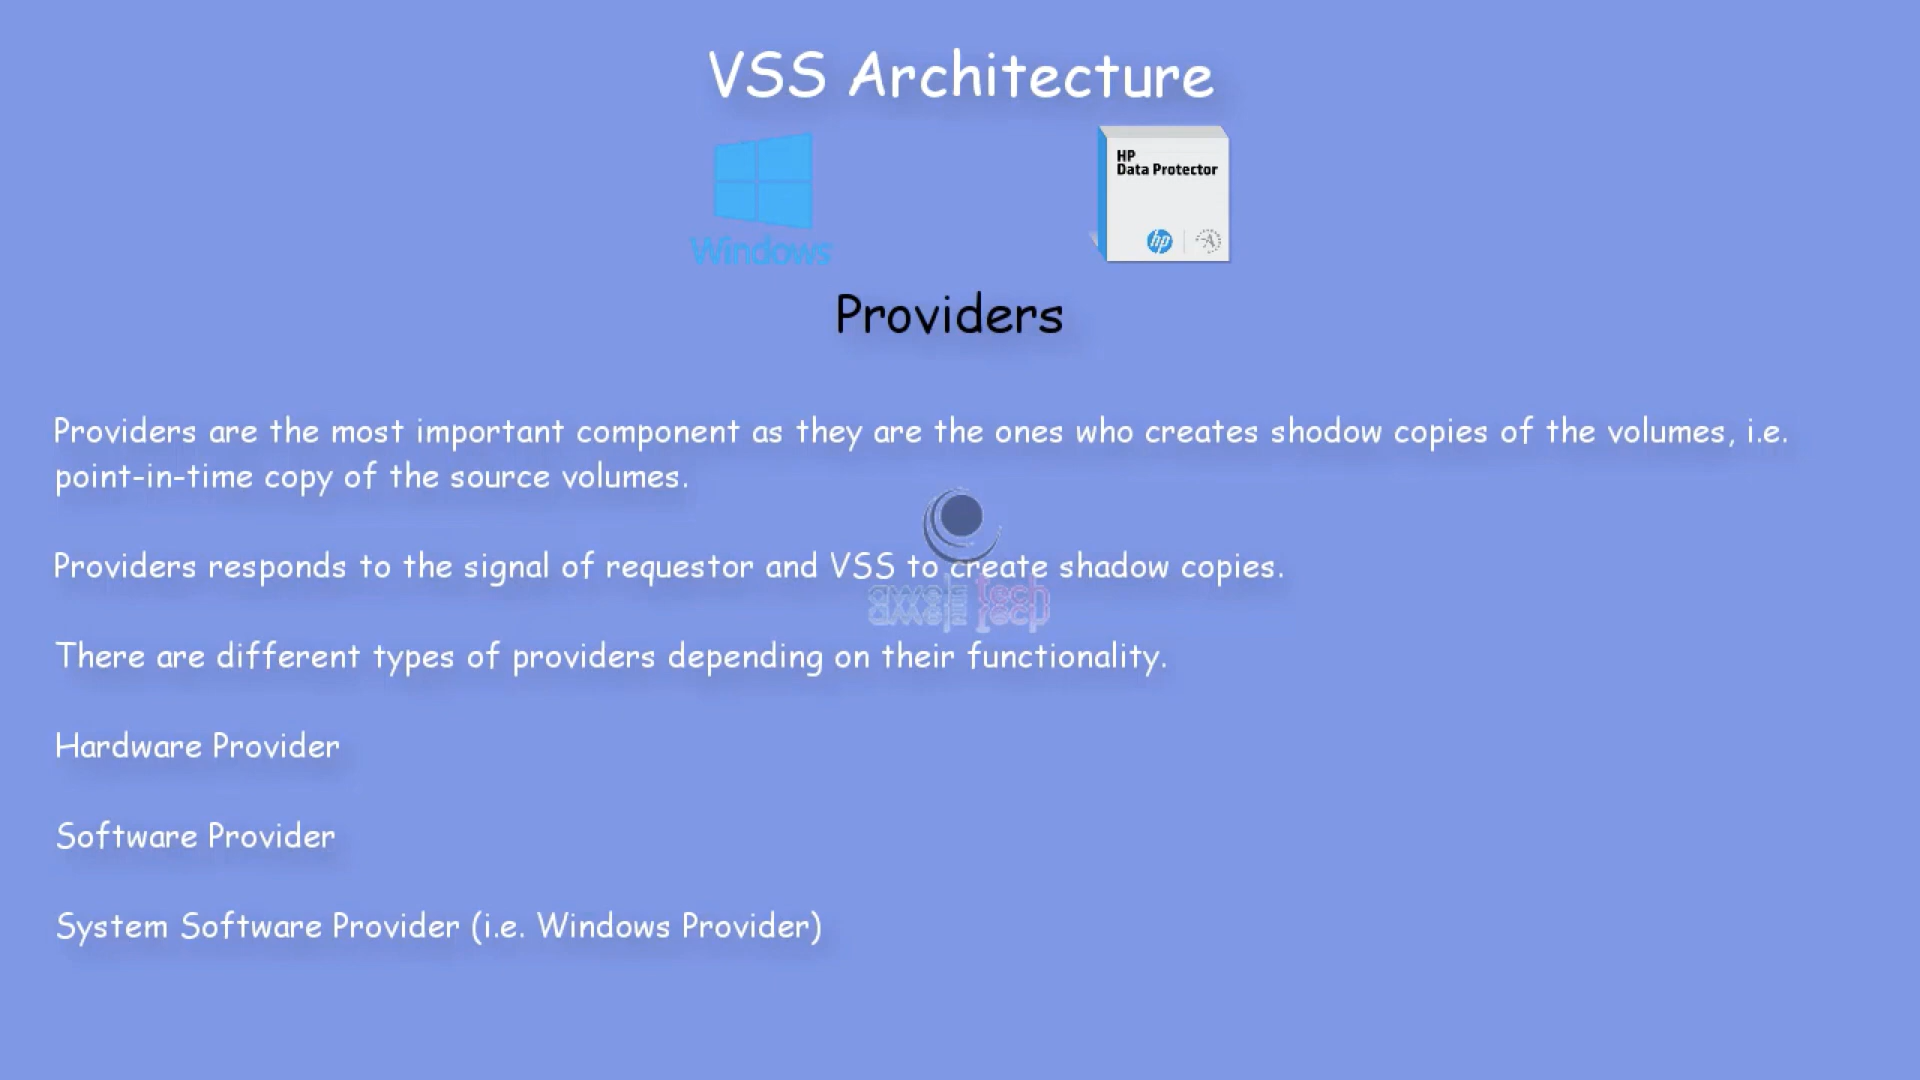 VSS Architecture
Windows
HP
Data Protector
hp
Providers
Providers are the most important component as they are the ones who creates shodow copies of the volumes, i.e.
point-in-time copy of the source volumes.
Providers responds to the signal of requestor and VSS to create shadow copies.
tech
There are different types of providers depending on their functionality.
Hardware Provider
Software Provider
System Software Provider (i.e. Windows Provider)